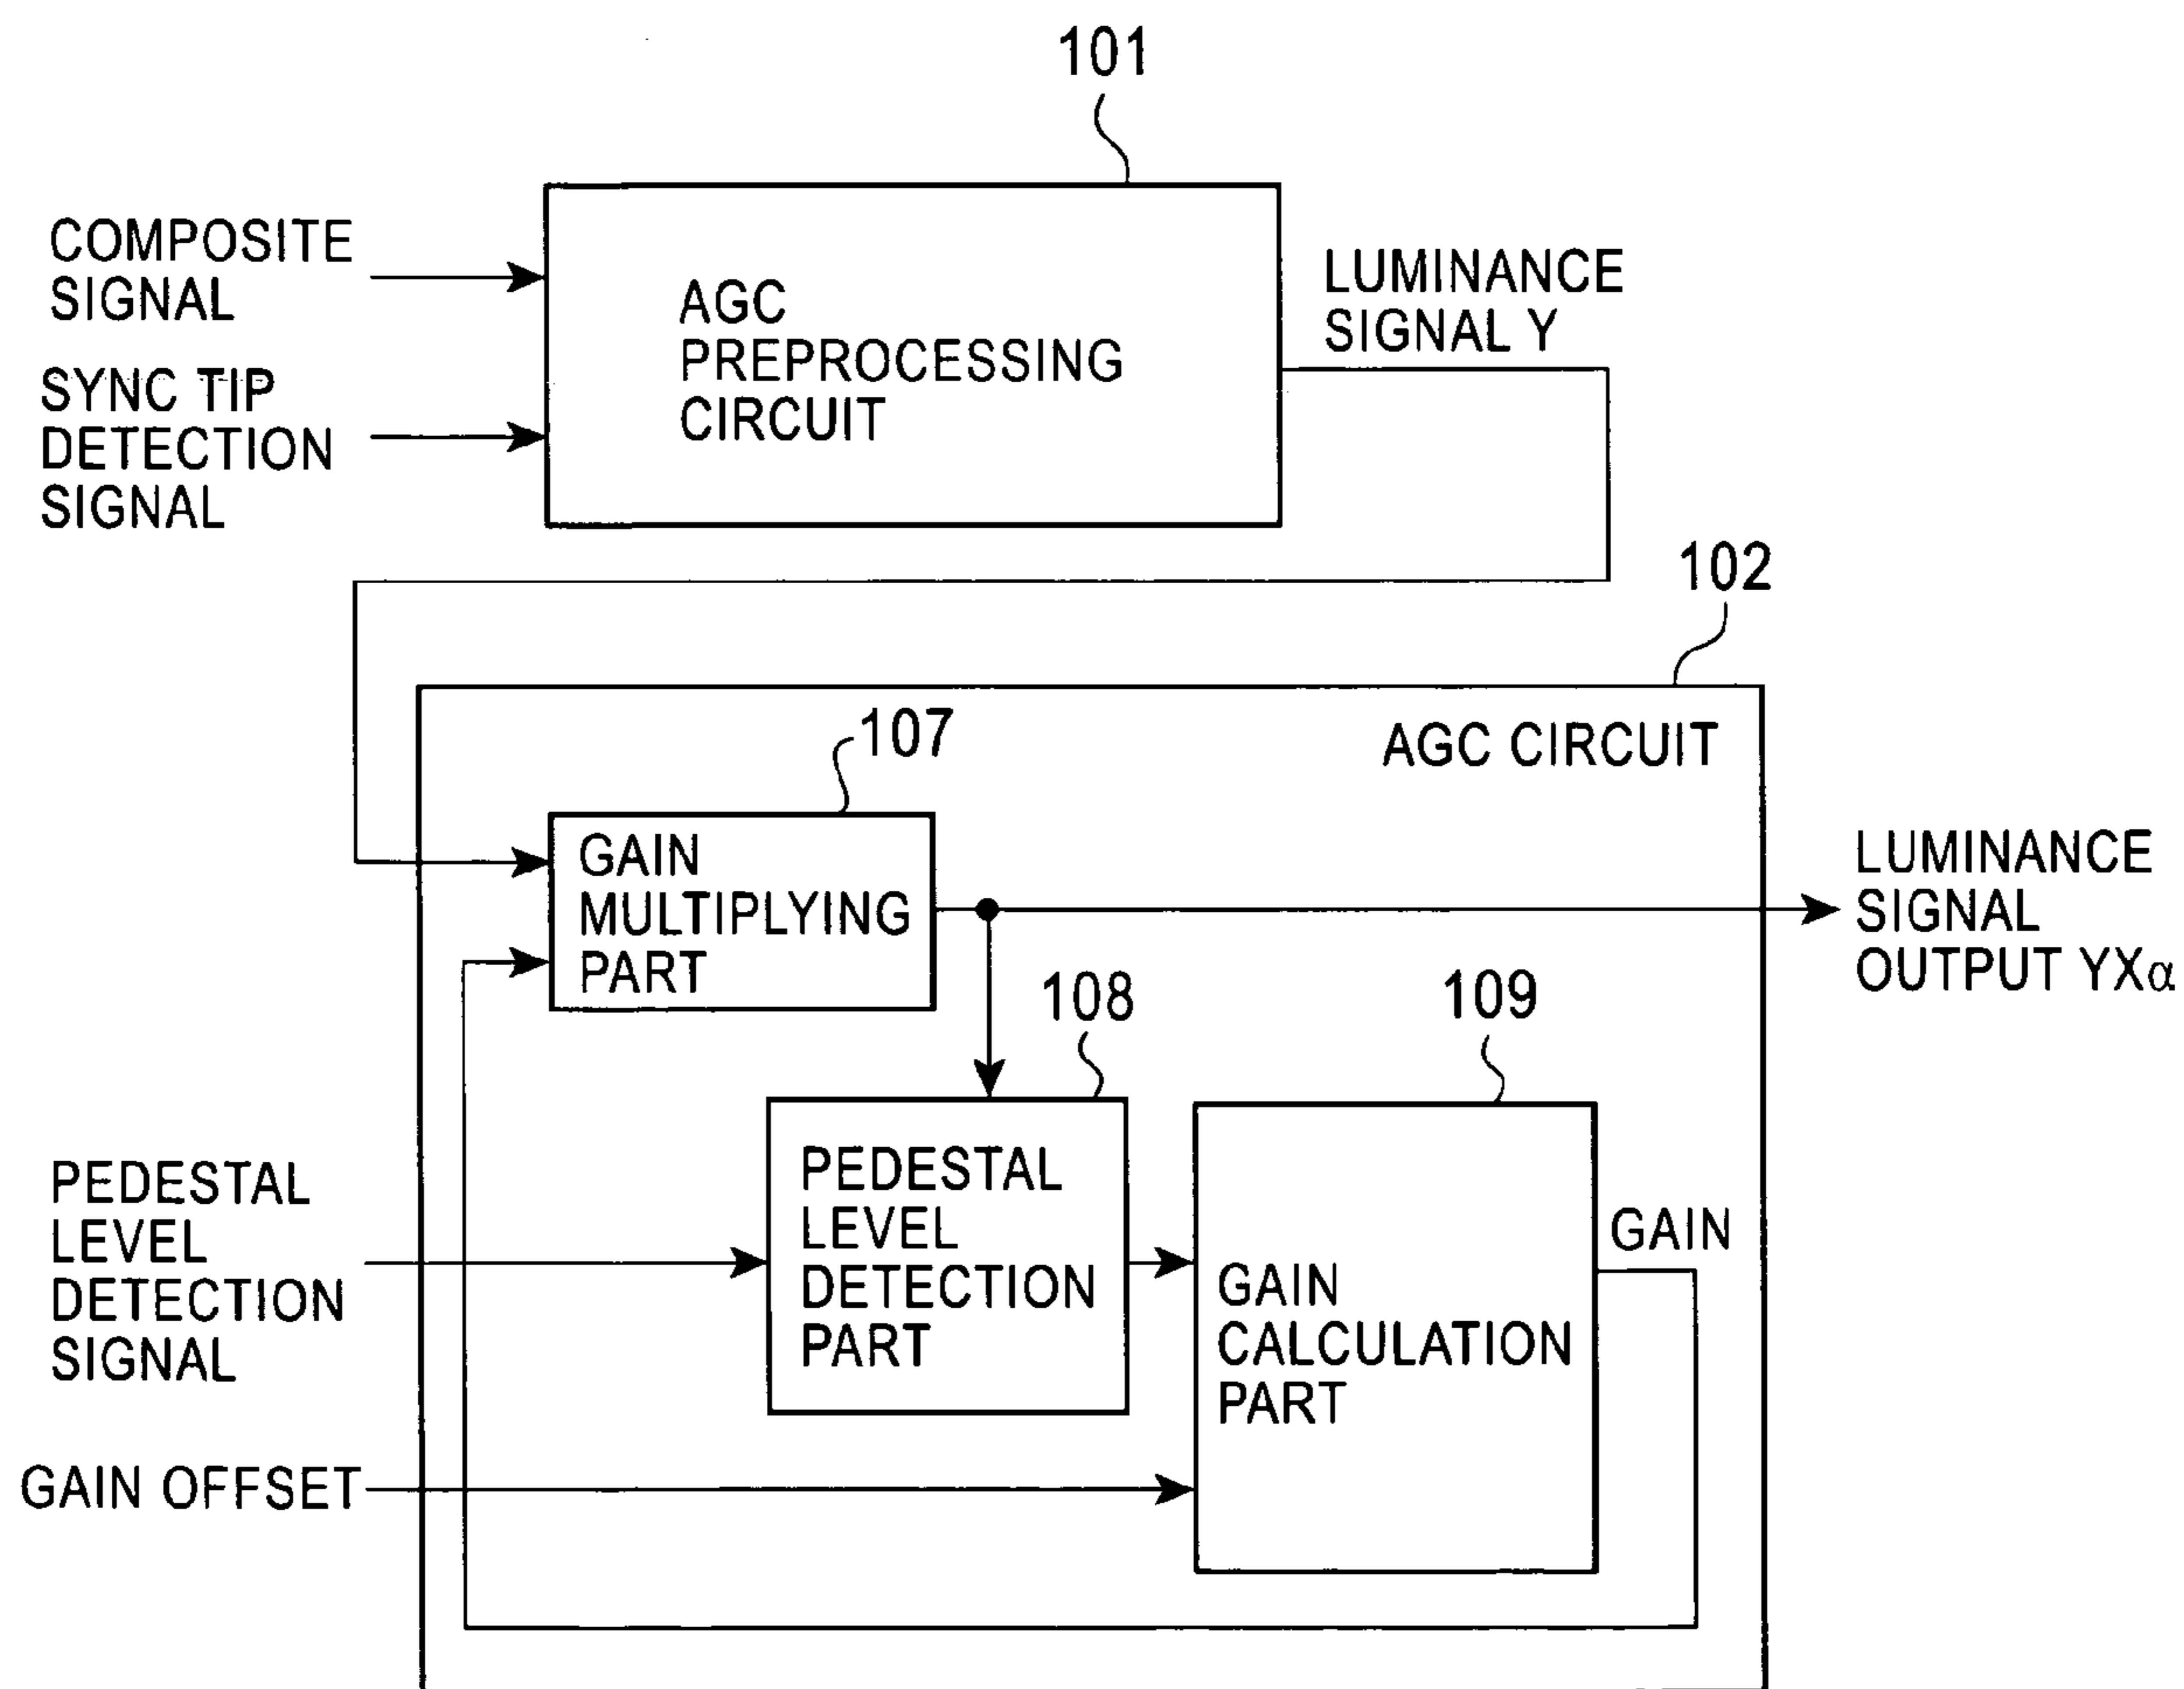 101
COMPOSITE
SIGNAL
SYNC TIP
DETECTION
SIGNAL
AGC
PREPROCESSING
CIRCUIT
LUMINANCE
SIGNAL Y
102
AGC CIRCUIT
107
GAIN
MULTIPLYING
PART
LUMINANCE
SIGNAL
OUTPUT YXα
108
109
PEDESTAL
LEVEL
DETECTION
SIGNAL
PEDESTAL
LEVEL
DETECTION
PART
GAIN
CALCULATION
PART
GAIN
GAIN OFFSET